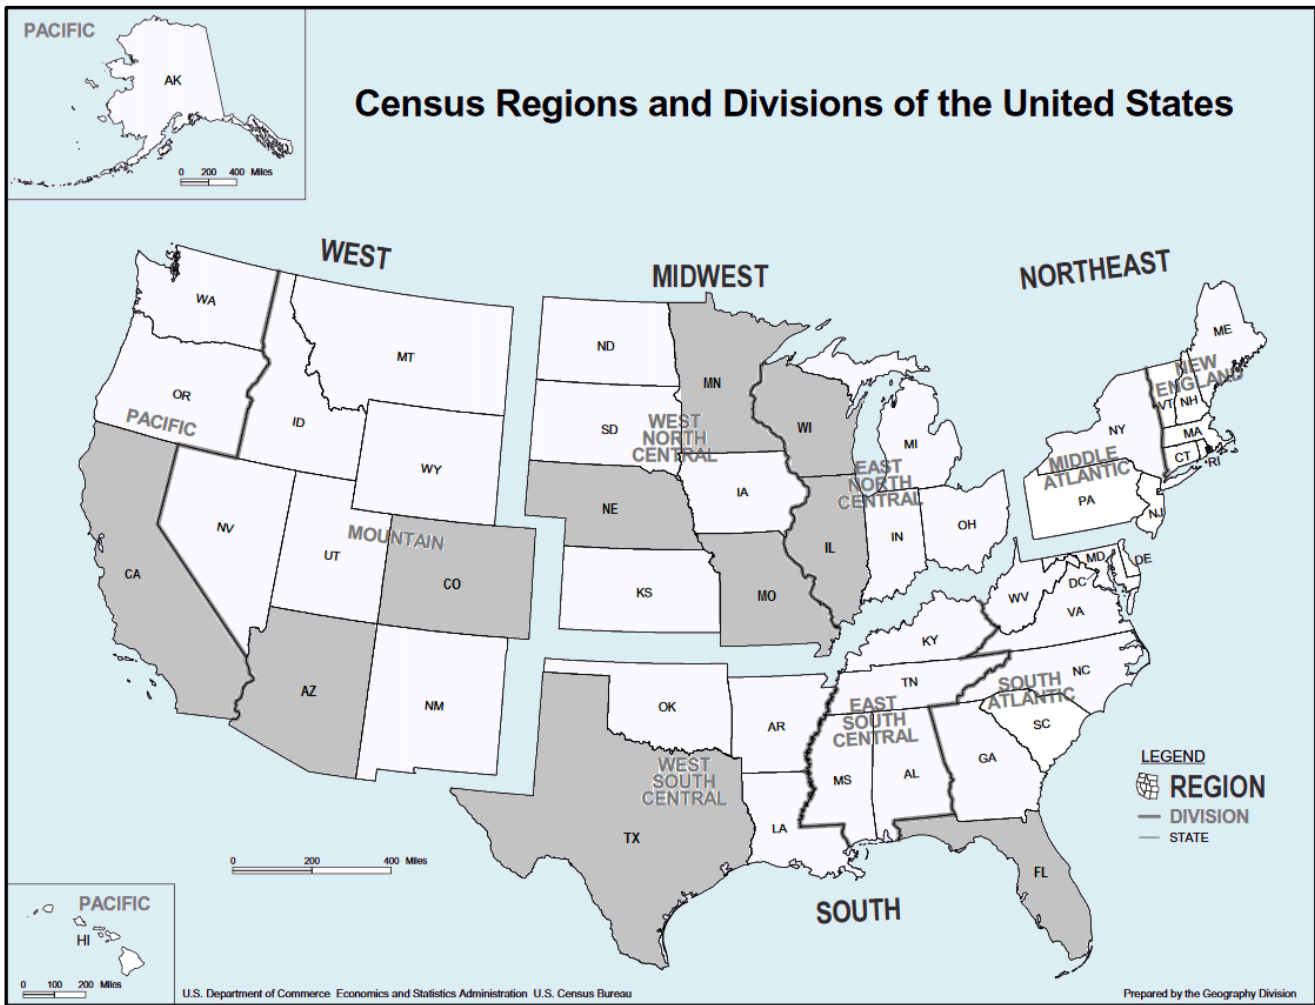 PACIFIC
AK
0 200 400 Miles
Census Regions and Divisions of the United States
WEST
MIDWEST
NORTHEAST
WA
MT
ND
MN
ME
OR
ID
SD
WI
MI
NY
VT
NH
NEW
ENGLAND
MA
CT
RI
PACIFIC
WY
WEST
NORTH
CENTRAL
EAST
NORTH
CENTRAL
MIDDLE
ATLANTIC
PA
NJ
NV
UT
MOUNTAIN
NE
IA
IL
IN
OH
CA
CO
KS
MO
WV
MD
DE
DC
VA
KY
AZ
NM
OK
AR
TN
NC
SOUTH
ATLANTIC
SC
EAST
SOUTH
CENTRAL
WEST
SOUTH
CENTRAL
MS
AL
GA
TX
LA
FL
LEGEND
REGION
DIVISION
STATE
0 200 400 Miles
SOUTH
PACIFIC
HI
0 100 200 Miles
U.S. Department of Commerce Economics and Statistics Administration U.S. Census Bureau
Prepared by the Geography Division